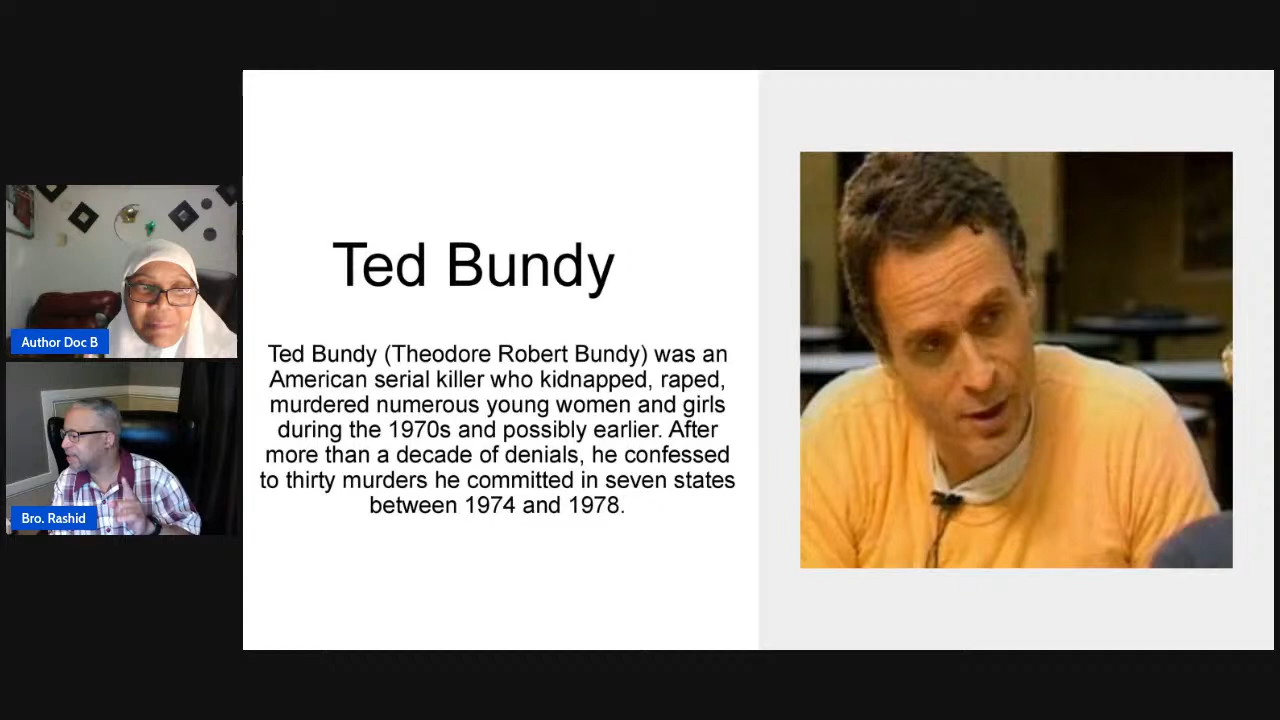 Ted Bundy
Ted Bundy (Theodore Robert Bundy) was an
American serial killer who kidnapped, raped,
murdered numerous young women and girls
during the 1970s and possibly earlier. After
more than a decade of denials, he confessed
to thirty murders he committed in seven states
between 1974 and 1978.
Author Doc B
Bro. Rashid